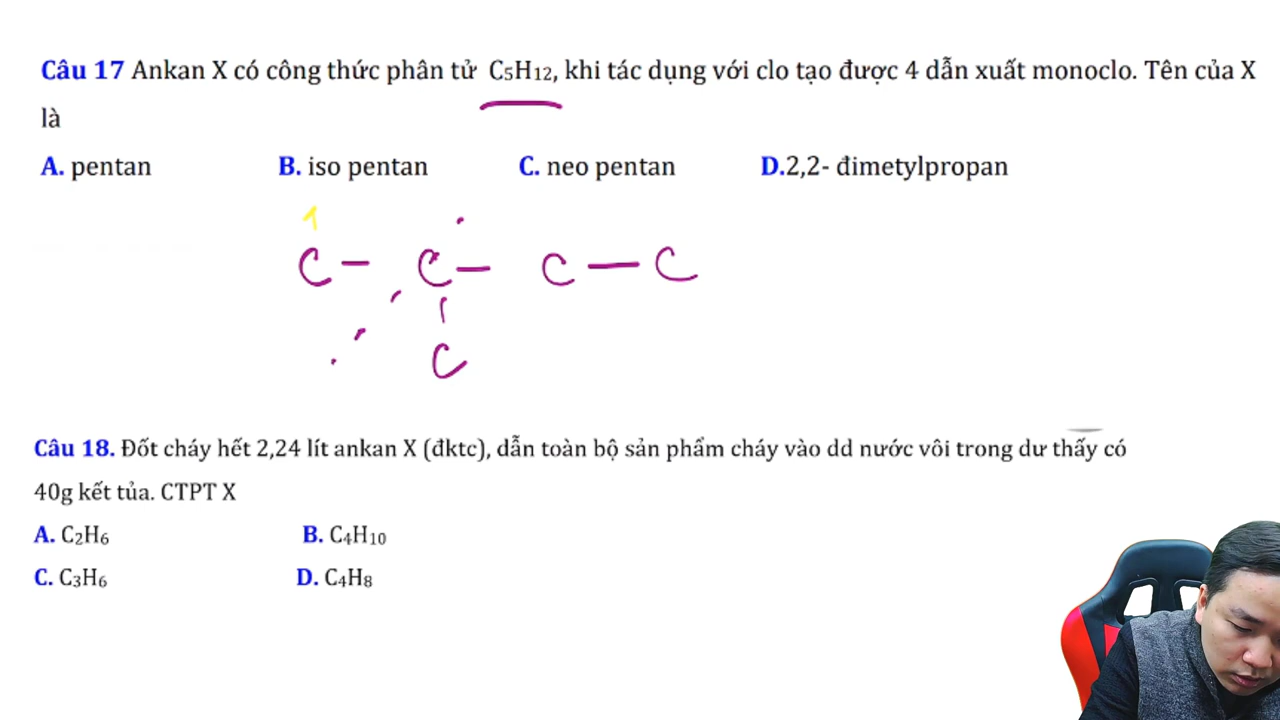 Câu 17 Ankan X có công thức phân tử C₅H₁₂, khi tác dụng với clo tạo được 4 dẫn xuất monoclo. Tên của X
là
A. pentan B. iso pentan C. neo pentan D.2,2- đimetylpropan
1
C - C - C - C
C
Câu 18. Đốt cháy hết 2,24 lít ankan X (đktc), dẫn toàn bộ sản phẩm cháy vào dd nước vôi trong dư thấy có
40g kết tủa. CTPT X
A. C₂H₆ B. C₄H₁₀
C. C₃H₆ D. C₄H₈